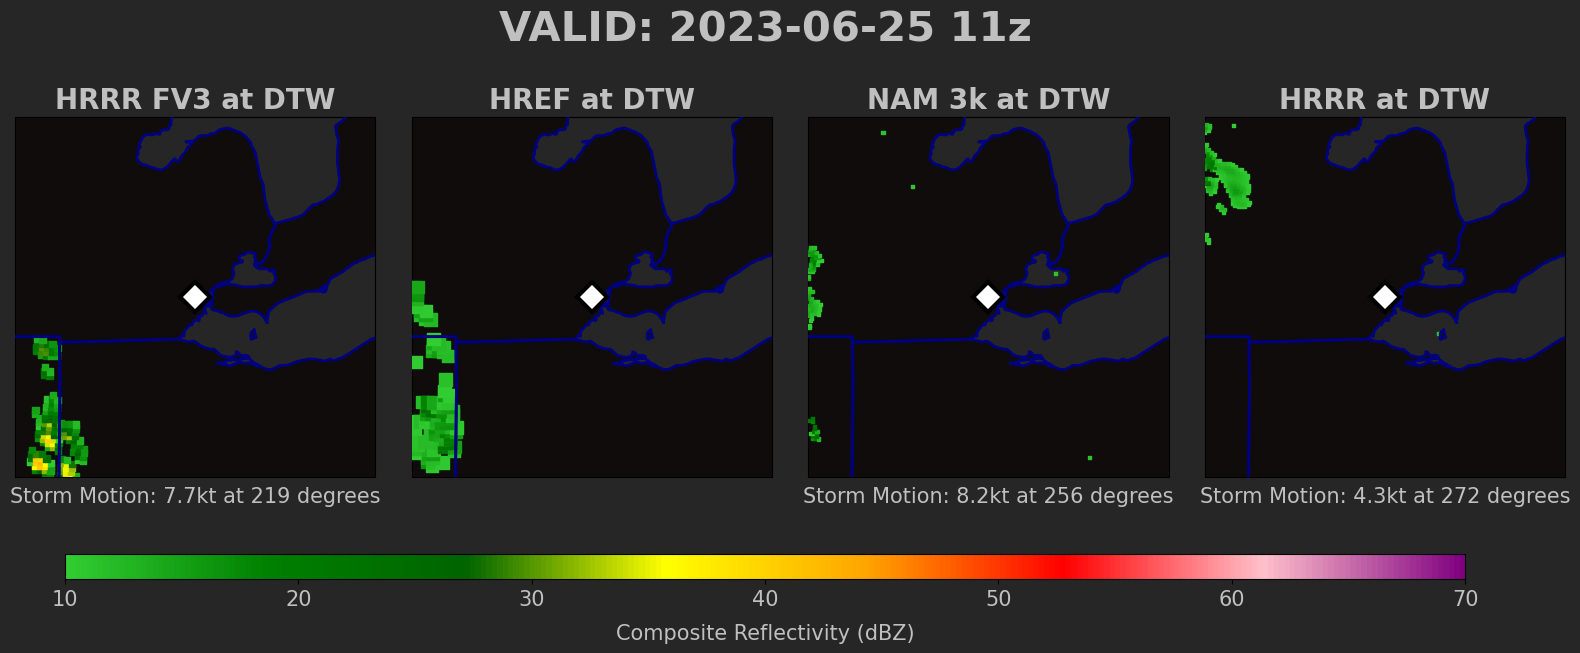 VALID: 2023-06-25 11z
HRRR FV3 at DTW
HREF at DTW
NAM 3k at DTW
HRRR at DTW
Storm Motion: 7.7kt at 219 degrees
Storm Motion: 8.2kt at 256 degrees
Storm Motion: 4.3kt at 272 degrees
10 20 30 40 50 60 70
Composite Reflectivity (dBZ)